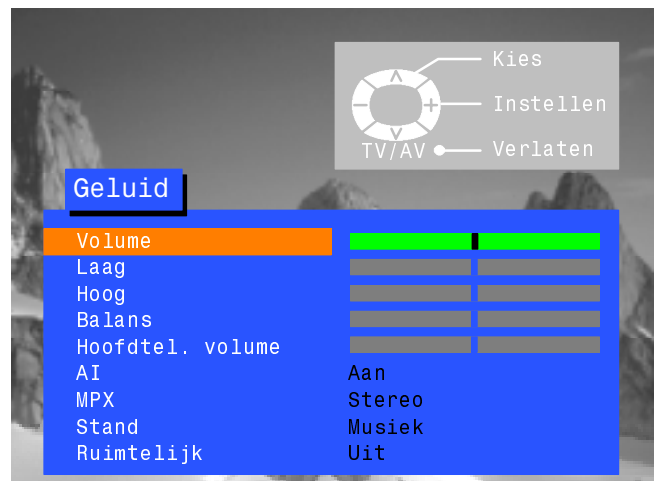 Kies
Instellen
TV/AV Verlaten
Geluid
Volume
Laag
Hoog
Balans
Hoofdtel. volume
AI Aan
MPX Stereo
Stand Musiek
Ruimtelijk Uit